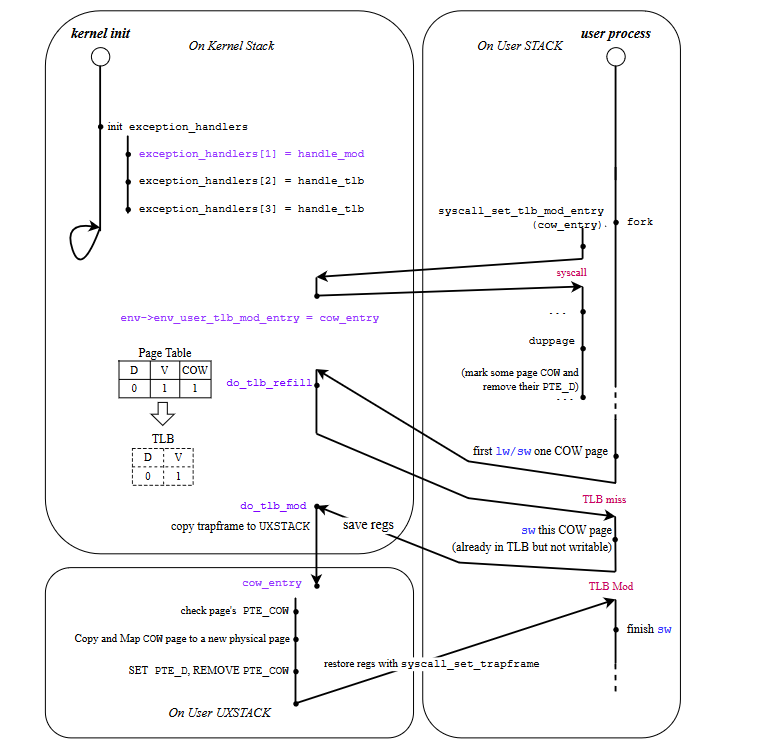 kernel init
On Kernel Stack
On User STACK
user process
init exception_handlers
exception_handlers[1] = handle_mod
exception_handlers[2] = handle_tlb
exception_handlers[3] = handle_tlb
syscall_set_tlb_mod_entry
(cow_entry).
fork
syscall
env->env_user_tlb_mod_entry = cow_entry
...
duppage
(mark some page COW and
remove their PTE_D)
...
Page Table
D V COW
0 1 1
do_tlb_refill
TLB
D V
0 1
first lw/sw one COW page
TLB miss
do_tlb_mod
copy trapframe to UXSTACK
save regs
sw this COW page
(already in TLB but not writable)
TLB Mod
cow_entry
check page's PTE_COW
Copy and Map COW page to a new physical page
SET PTE_D, REMOVE PTE_COW
On User UXSTACK
restore regs with syscall_set_trapframe
finish sw